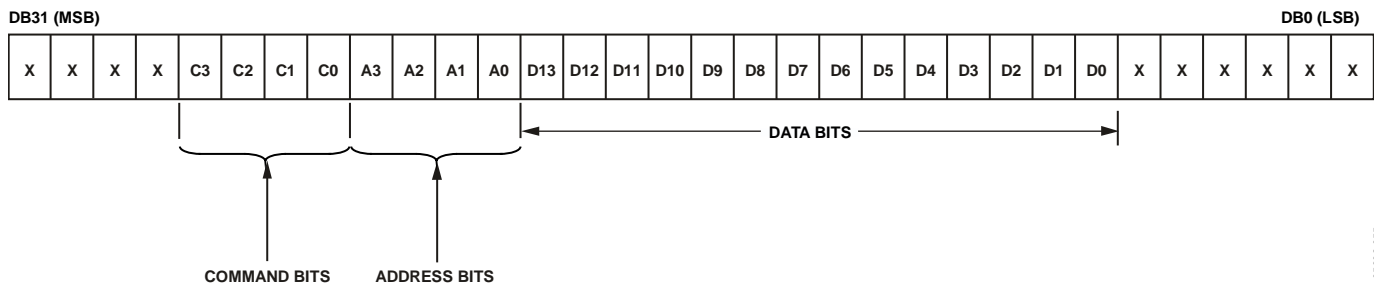 DB31 (MSB) DB0 (LSB)
X X X X C3 C2 C1 C0 A3 A2 A1 A0 D13 D12 D11 D10 D9 D8 D7 D6 D5 D4 D3 D2 D1 D0 X X X X X X
DATA BITS
COMMAND BITS ADDRESS BITS